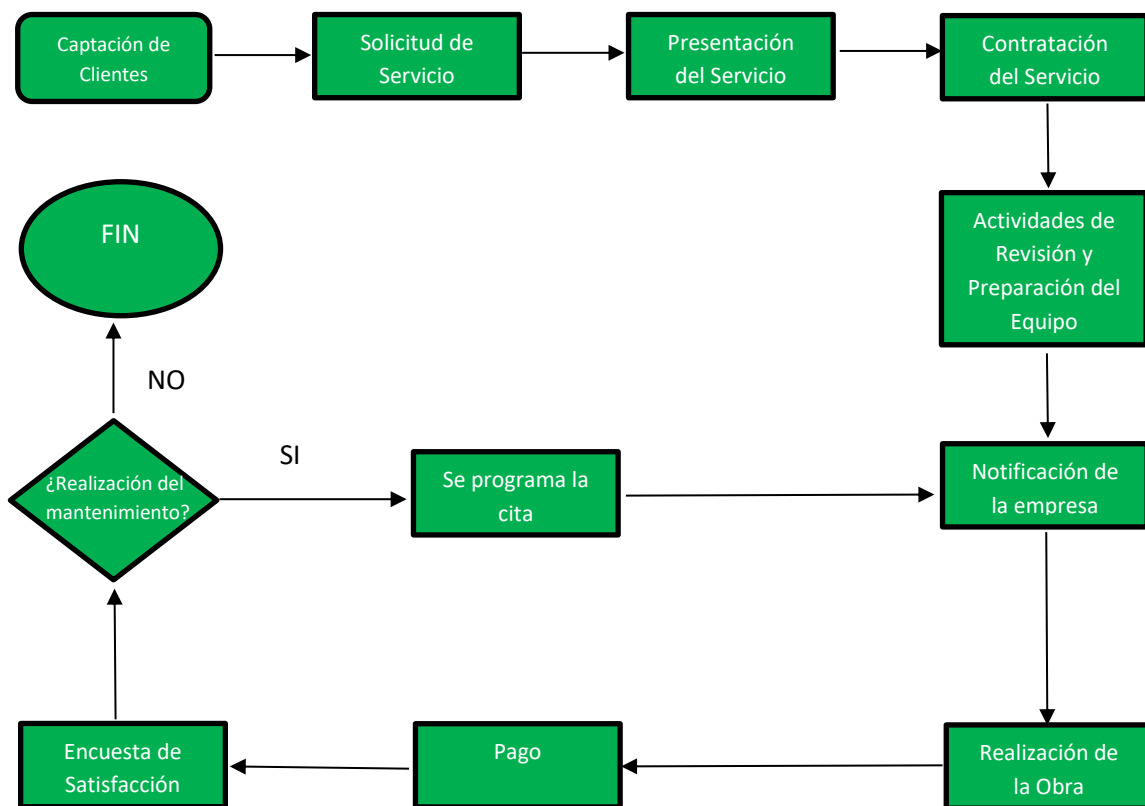 Captación de
Clientes
Solicitud de
Servicio
Presentación
del Servicio
Contratación
del Servicio
Actividades de
Revisión y
Preparación del
Equipo
FIN
NO
SI
¿Realización del
mantenimiento?
Se programa la
cita
Notificación de
la empresa
Encuesta de
Satisfacción
Pago
Realización de
la Obra